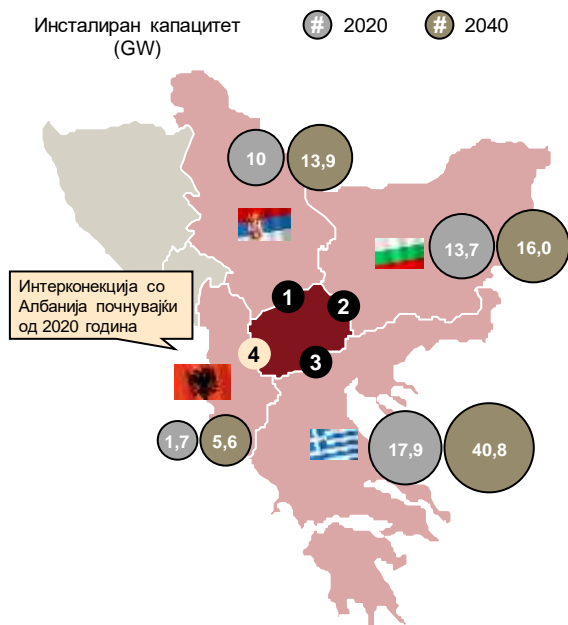 Инсталиран капацитет
(GW)
# 2020
# 2040
10
13,9
13,7
16,0
Интерконекција со
Албанија почнувајќи
од 2020 година
1
2
3
4
1,7
5,6
17,9
40,8